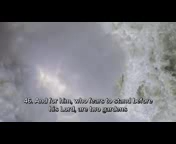 46. And for Him, who fears to stand before
his Lord, are two gardens